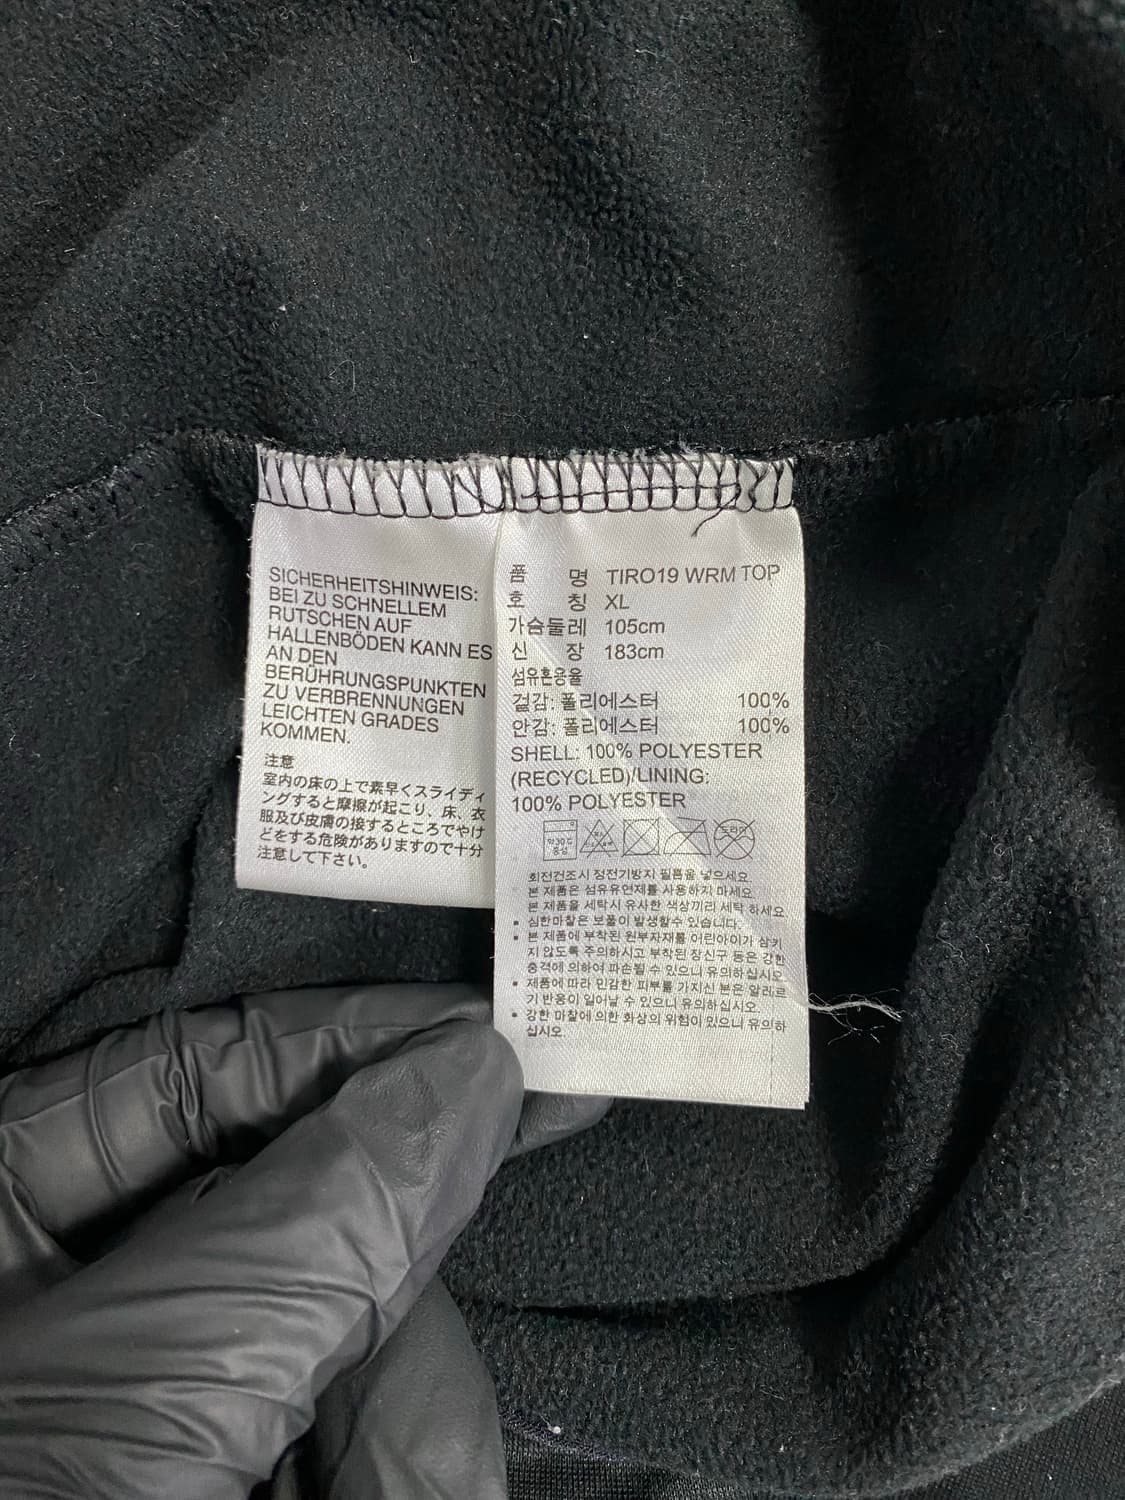 SICHERHEITSHINWEIS:
BEI ZU SCHNELLEM
RUTSCHEN AUF
HALLENBÖDEN KANN ES
AN DEN
BERÜHRUNGSPUNKTEN
ZU VERBRENNUNGEN
LEICHTEN GRADES
KOMMEN.
注意
室内の床の上で素早くスライディ
ングすると摩擦が起こり、床、衣
服及び皮膚の接するところでやけ
どをする危険がありますので十分
注意して下さい。
품 명 TIRO19 WRM TOP
호 칭 XL
가슴둘레 105cm
신 장 183cm
섬유혼용율
겉감: 폴리에스터 100%
안감: 폴리에스터 100%
SHELL: 100% POLYESTER
(RECYCLED)/LINING:
100% POLYESTER
약30℃
중성
드라이
회전건조시 정전기방지 필름을 넣으세요
본 제품은 섬유유연제를 사용하지 마세요
본 제품을 세탁시 유사한 색상끼리 세탁 하세요
• 심한마찰은 보풀이 발생할수 있습니다.
• 본 제품에 부착된 원부자재를 어린아이가 삼키
지 않도록 주의하시고 부착된 장신구 등은 강한
충격에 의하여 파손될 수 있으니 유의하십시오
• 제품에 따라 민감한 피부를 가지신 분은 알레르
기 반응이 일어날 수 있으니 유의하십시오
• 강한 마찰에 의한 화상의 위험이 있으니 유의하
십시오.